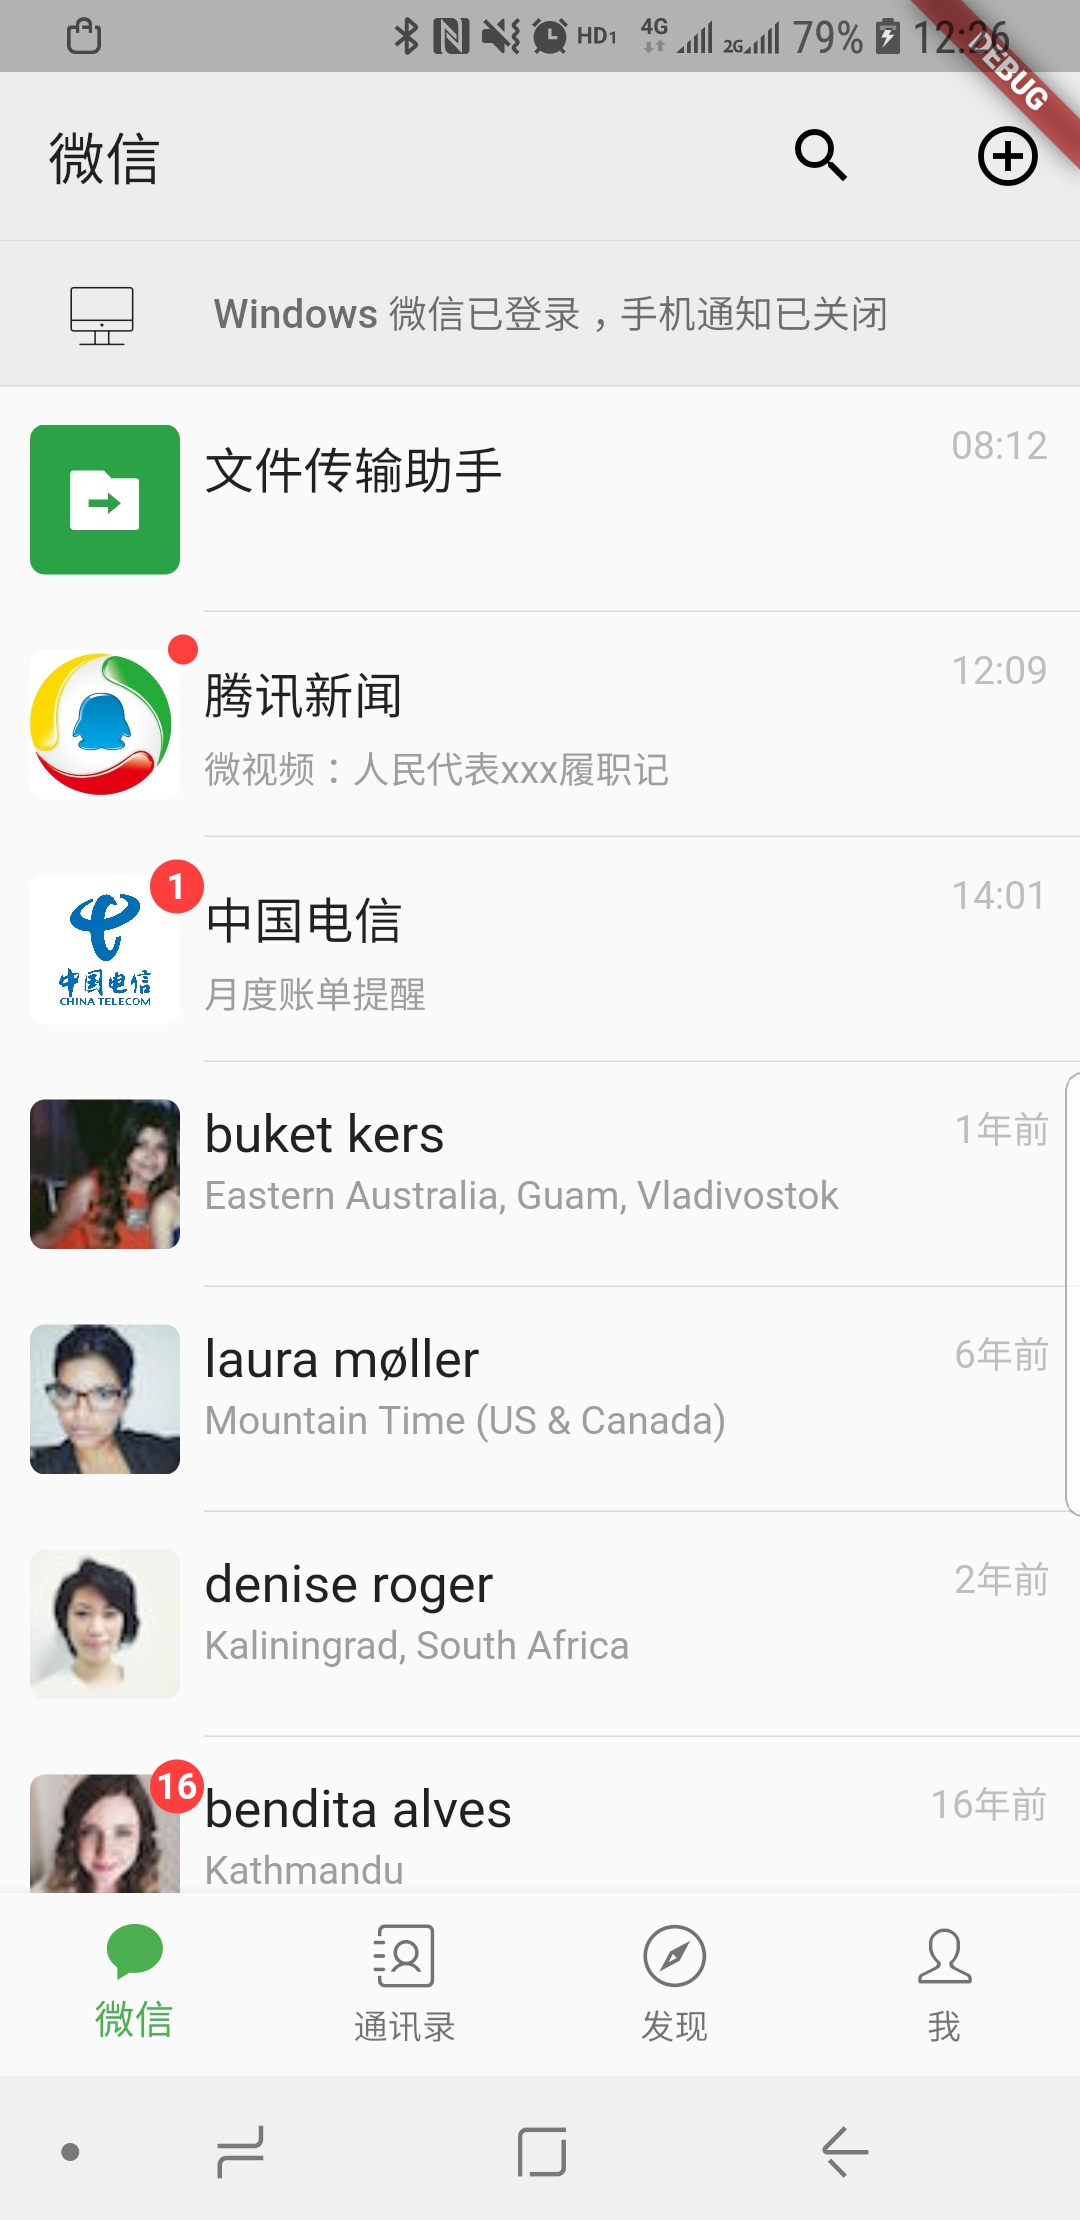 HD1 4G 2G 79% 12:26
DEBUG
微信
Windows 微信已登录，手机通知已关闭
文件传输助手
08:12
腾讯新闻
12:09
微视频：人民代表xxx履职记
1
中国电信
14:01
中国电信
CHINA TELECOM
月度账单提醒
buket kers
1年前
Eastern Australia, Guam, Vladivostok
laura møller
6年前
Mountain Time (US & Canada)
denise roger
2年前
Kaliningrad, South Africa
16
bendita alves
16年前
Kathmandu
微信
通讯录
发现
我